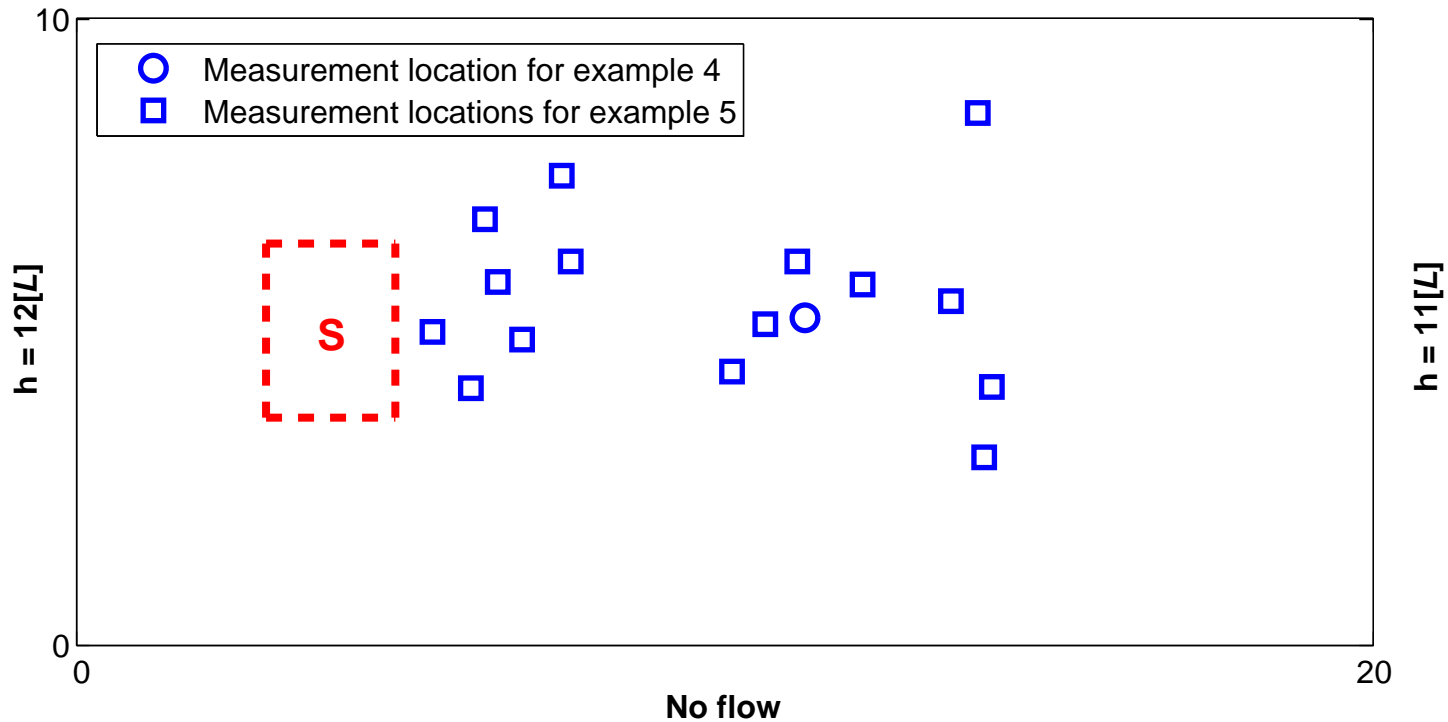 10
Measurement location for example 4
Measurement locations for example 5
h = 12[L]
S
h = 11[L]
0
0
20
No flow